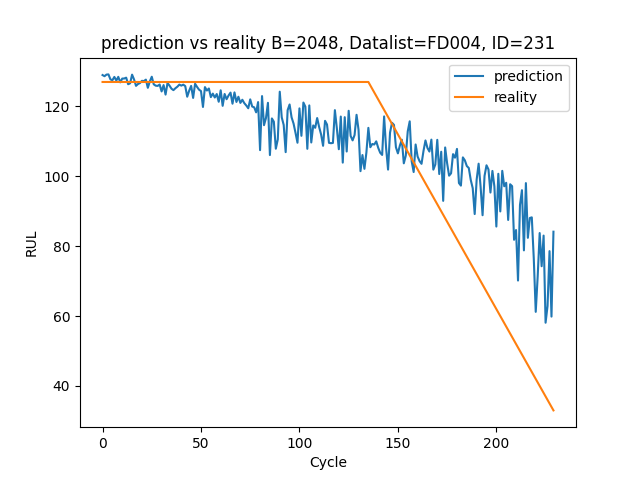 prediction vs reality B=2048, Datalist=FD004, ID=231
prediction
reality
120
100
80
60
40
RUL
0
50
100
150
200
Cycle